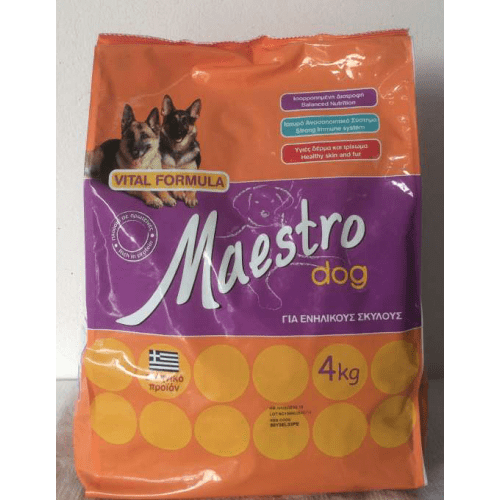 Ισορροπημένη Διατροφή
Balanced Nutrition
Ισχυρό Ανοσοποιητικό Σύστημα
Strong immune system
Υγιές δέρμα και τρίχωμα
Healthy skin and fur
VITAL FORMULA
Maestro
dog
ΓΙΑ ΕΝΗΛΙΚΟΥΣ ΣΚΥΛΟΥΣ
4kg
προϊόν